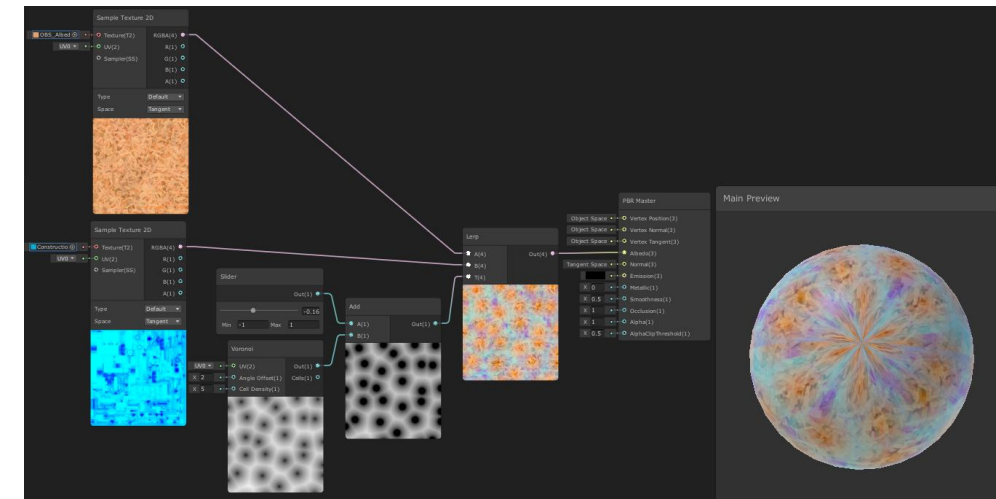 Sample Texture 2D
OBS_Albed
Texture(T2)
RGBA(4)
UV0
UV(2)
R(1)
Sampler(SS)
G(1)
B(1)
A(1)
Type
Default
Space
Tangent
Sample Texture 2D
Constructio
Texture(T2)
RGBA(4)
UV0
UV(2)
R(1)
Sampler(SS)
G(1)
B(1)
A(1)
Type
Default
Space
Tangent
Slider
Out(1)
-0.16
Min -1 Max 1
Voronoi
UV0
UV(2)
Out(1)
X 2
Angle Offset(1)
Cells(1)
X 5
Cell Density(1)
Add
A(1)
Out(1)
B(1)
Lerp
A(4)
Out(4)
B(4)
T(4)
PBR Master
Object Space
Vertex Position(3)
Object Space
Vertex Normal(3)
Object Space
Vertex Tangent(3)
Albedo(3)
Tangent Space
Normal(3)
Emission(3)
X 0
Metallic(1)
X 0.5
Smoothness(1)
X 1
Occlusion(1)
X 1
Alpha(1)
X 0.5
AlphaClipThreshold(1)
Main Preview